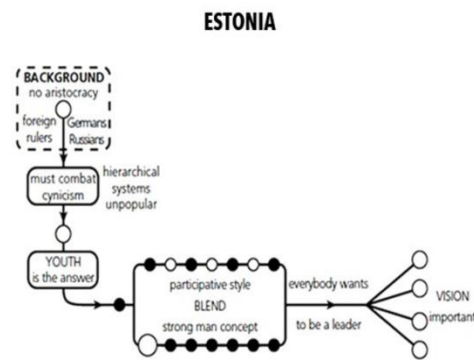 ESTONIA
BACKGROUND
no aristocracy
foreign Germans
rulers Russians
must combat
cynicism
hierarchical
systems
unpopular
YOUTH
is the answer
participative style
BLEND
strong man concept
everybody wants
to be a leader
VISION
important